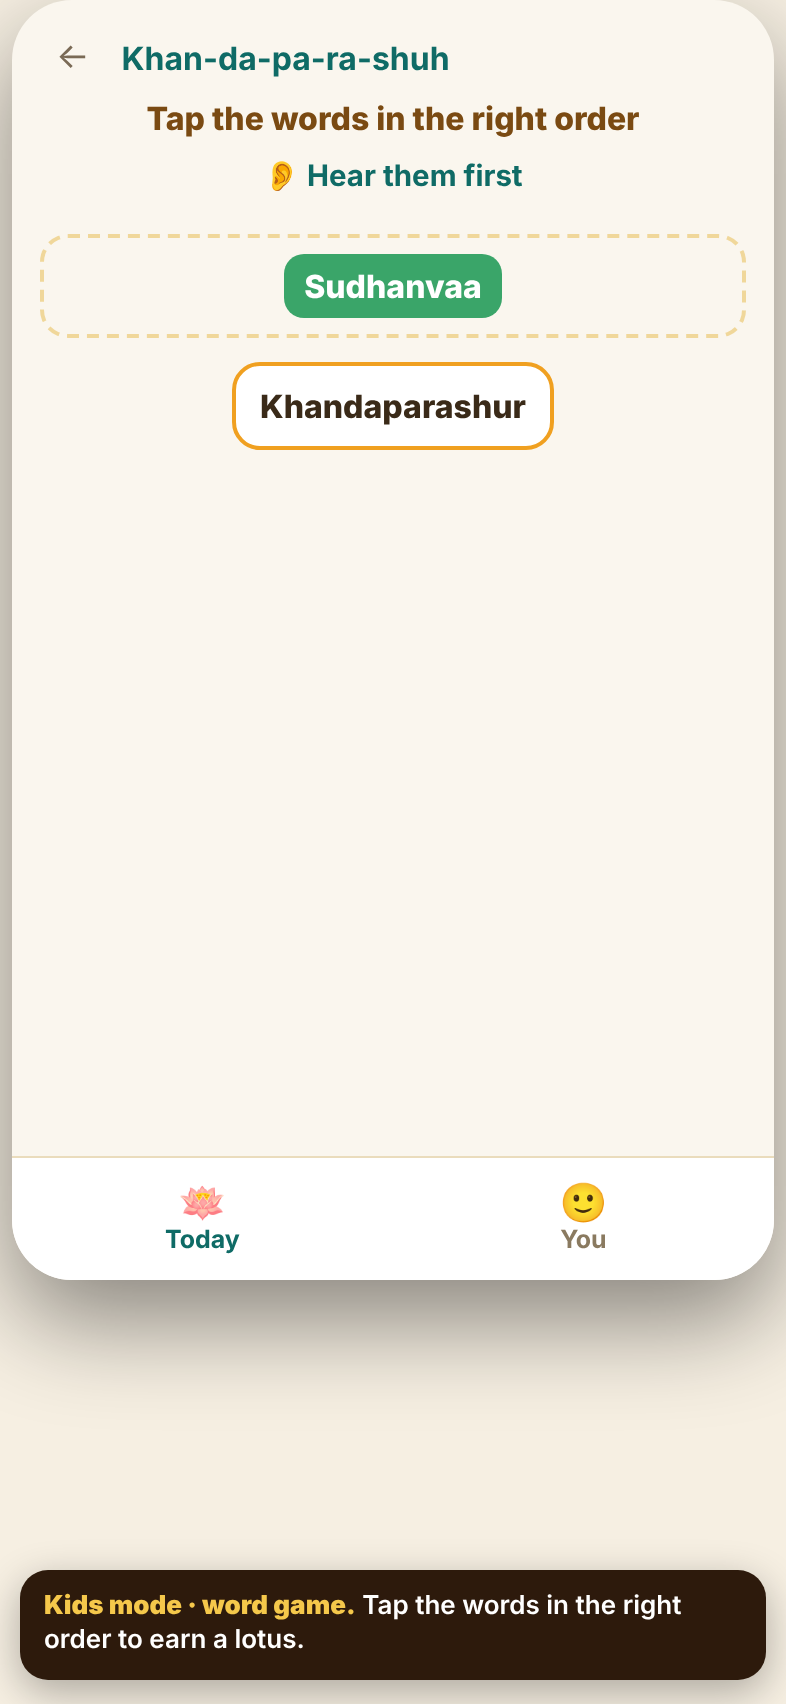 Khan-da-pa-ra-shuh
Tap the words in the right order
Hear them first
Sudhanvaa
Khandaparashur
Today
You
Kids mode · word game. Tap the words in the right
order to earn a lotus.